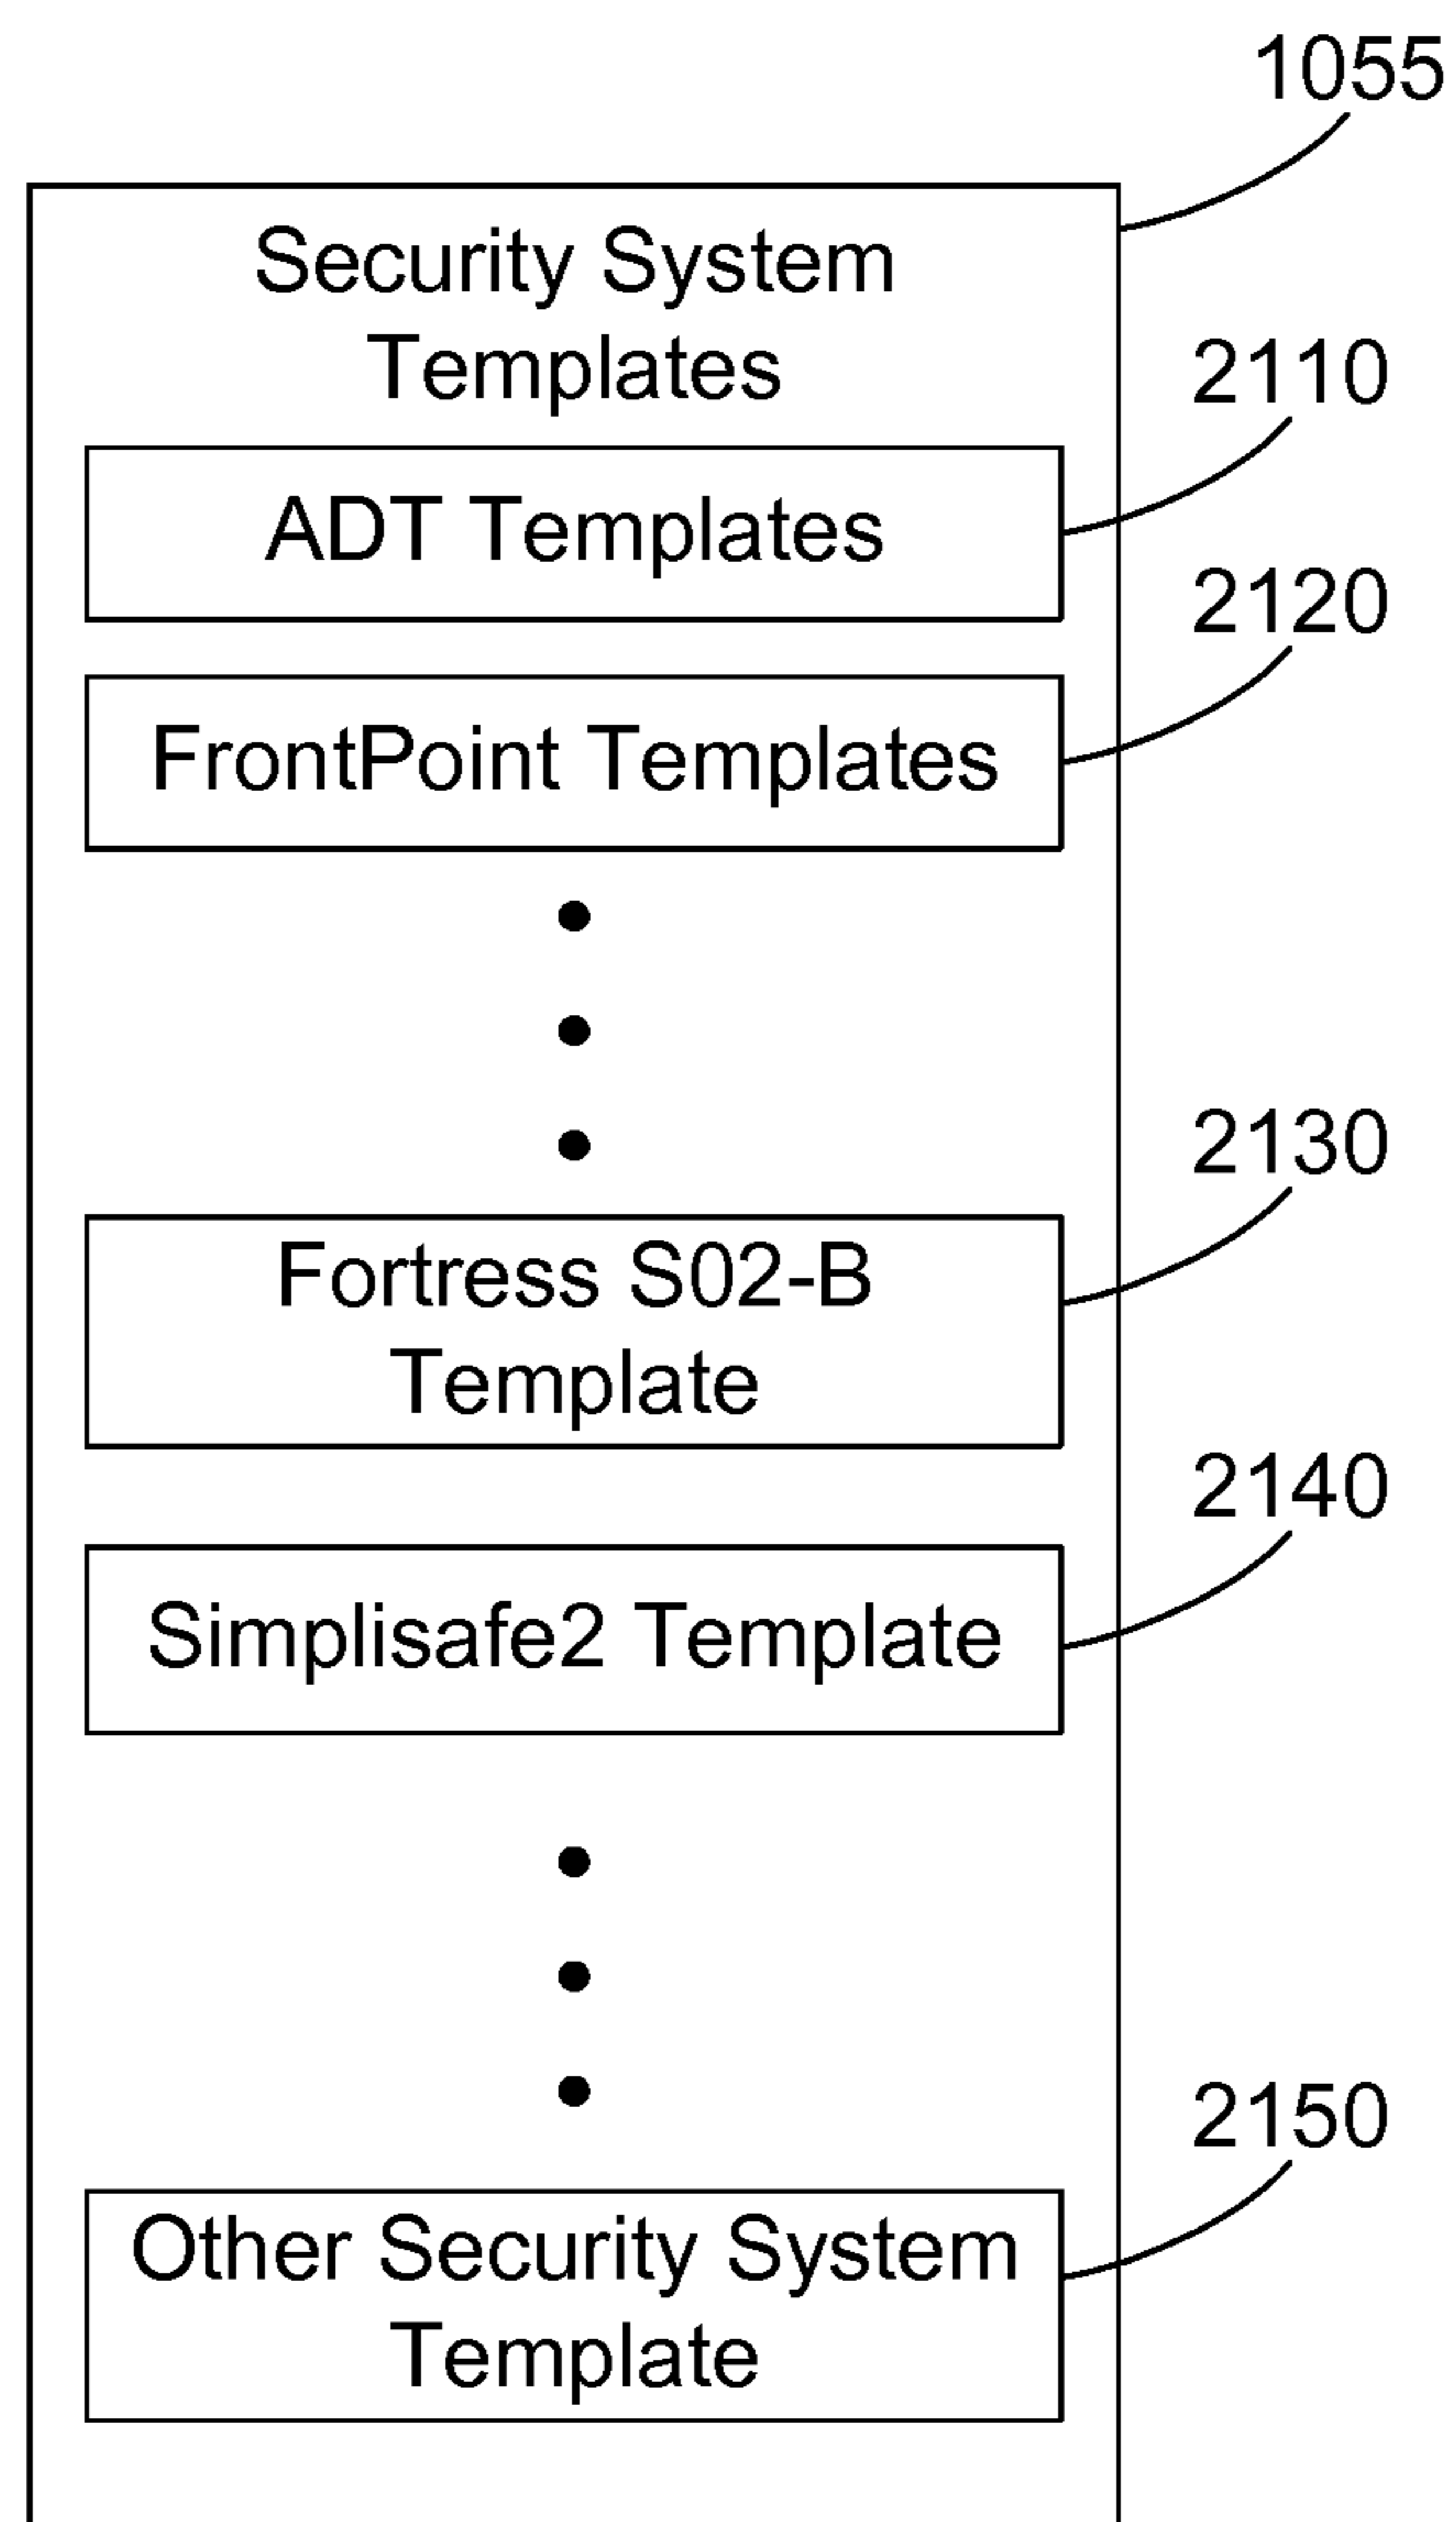 1055
Security System
Templates
2110
ADT Templates
2120
FrontPoint Templates
2130
Fortress S02-B
Template
2140
Simplisafe2 Template
2150
Other Security System
Template